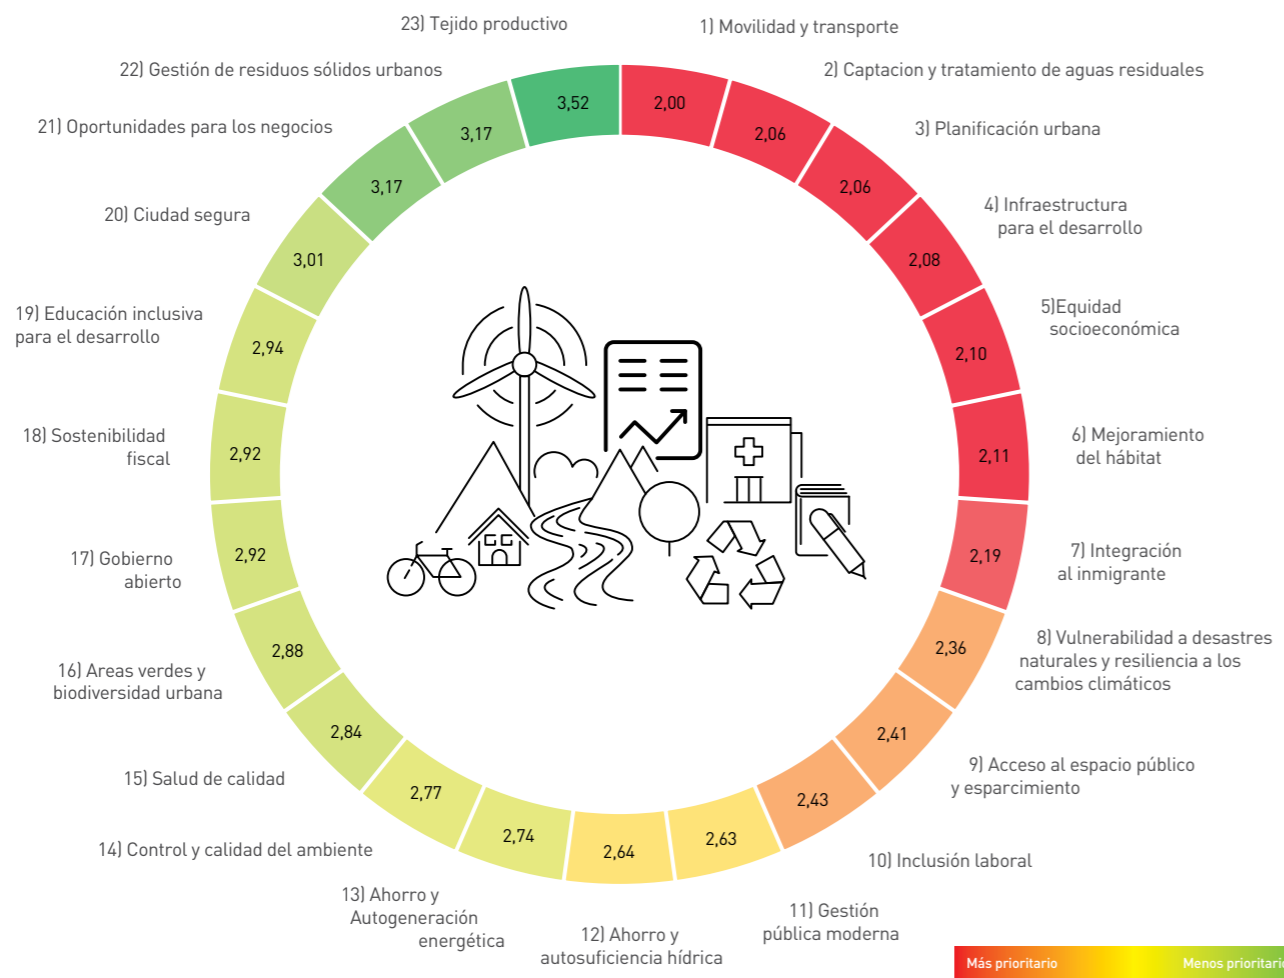 23) Tejido productivo
1) Movilidad y transporte
22) Gestión de residuos sólidos urbanos
2) Captacion y tratamiento de aguas residuales
21) Oportunidades para los negocios
3) Planificación urbana
20) Ciudad segura
4) Infraestructura
para el desarrollo
19) Educación inclusiva
para el desarrollo
5)Equidad
socioeconómica
18) Sostenibilidad
fiscal
6) Mejoramiento
del hábitat
17) Gobierno
abierto
7) Integración
al inmigrante
16) Areas verdes y
biodiversidad urbana
8) Vulnerabilidad a desastres
naturales y resiliencia a los
cambios climáticos
15) Salud de calidad
9) Acceso al espacio público
y esparcimiento
14) Control y calidad del ambiente
10) Inclusión laboral
13) Ahorro y
Autogeneración
energética
12) Ahorro y
autosuficiencia hídrica
11) Gestión
pública moderna
3,52
2,00
3,17
2,06
3,17
2,06
3,01
2,08
2,94
2,10
2,92
2,11
2,92
2,19
2,88
2,36
2,84
2,41
2,77
2,43
2,74
2,64
2,63
Más prioritario
Menos prioritario